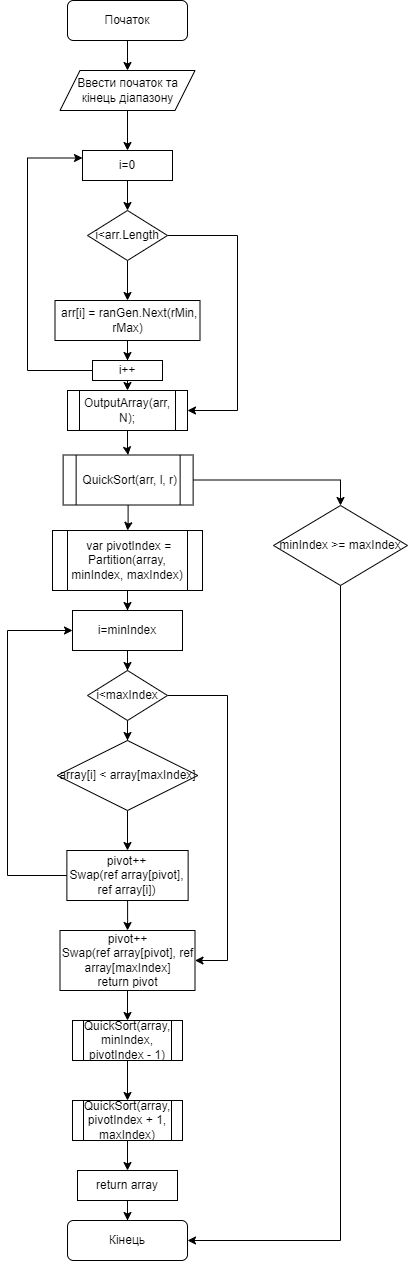 Початок
Ввести початок та
кінець діапазону
i=0
i<arr.Length
arr[i] = ranGen.Next(rMin,
rMax)
i++
OutputArray(arr,
N);
QuickSort(arr, l, r)
minIndex >= maxIndex
var pivotIndex =
Partition(array,
minIndex, maxIndex)
i=minIndex
i<maxIndex
array[i] < array[maxIndex]
pivot++
Swap(ref array[pivot],
ref array[i])
pivot++
Swap(ref array[pivot], ref
array[maxIndex]
return pivot
QuickSort(array,
minIndex,
pivotIndex - 1)
QuickSort(array,
pivotIndex + 1,
maxIndex)
return array
Кінець